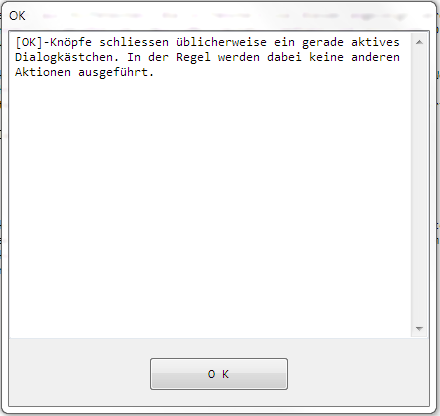 OK
[OK]-Knöpfe schliessen üblicherweise ein gerade aktives
Dialogkästchen. In der Regel werden dabei keine anderen
Aktionen ausgeführt.
O K